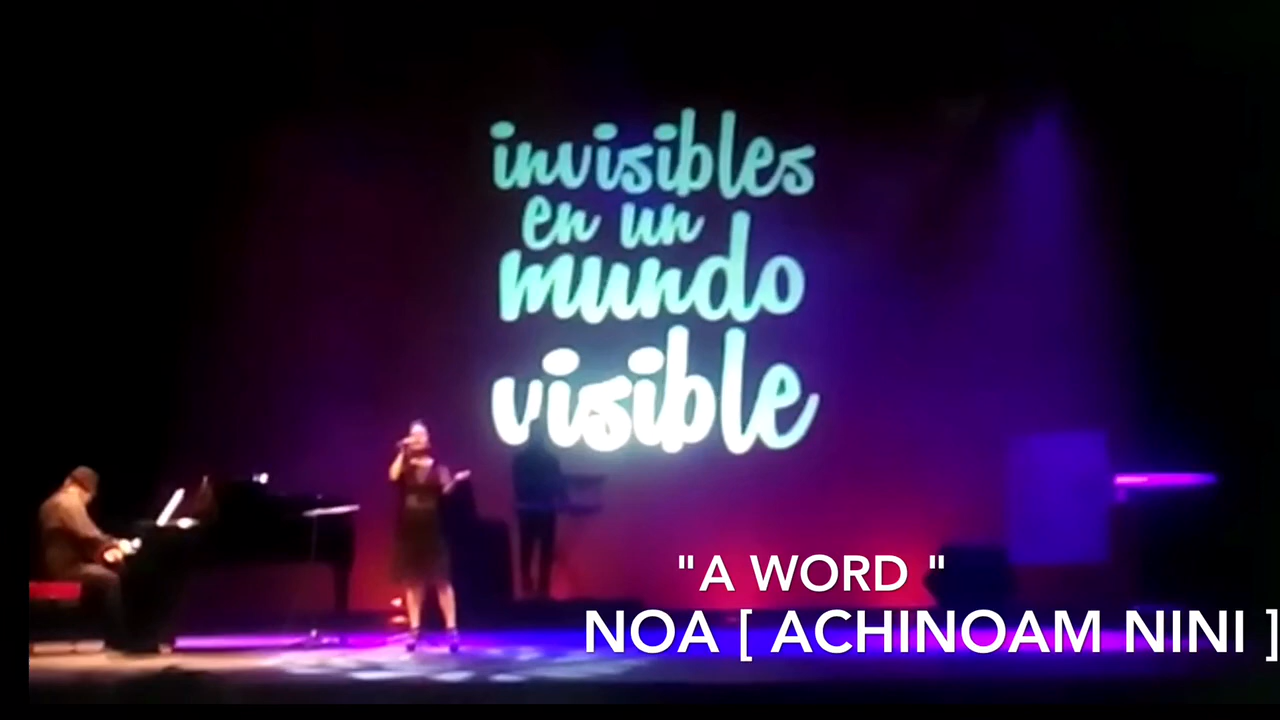 invisibles
en un
mundo
visible
"A WORD "
NOA [ ACHINOAM NINI ]